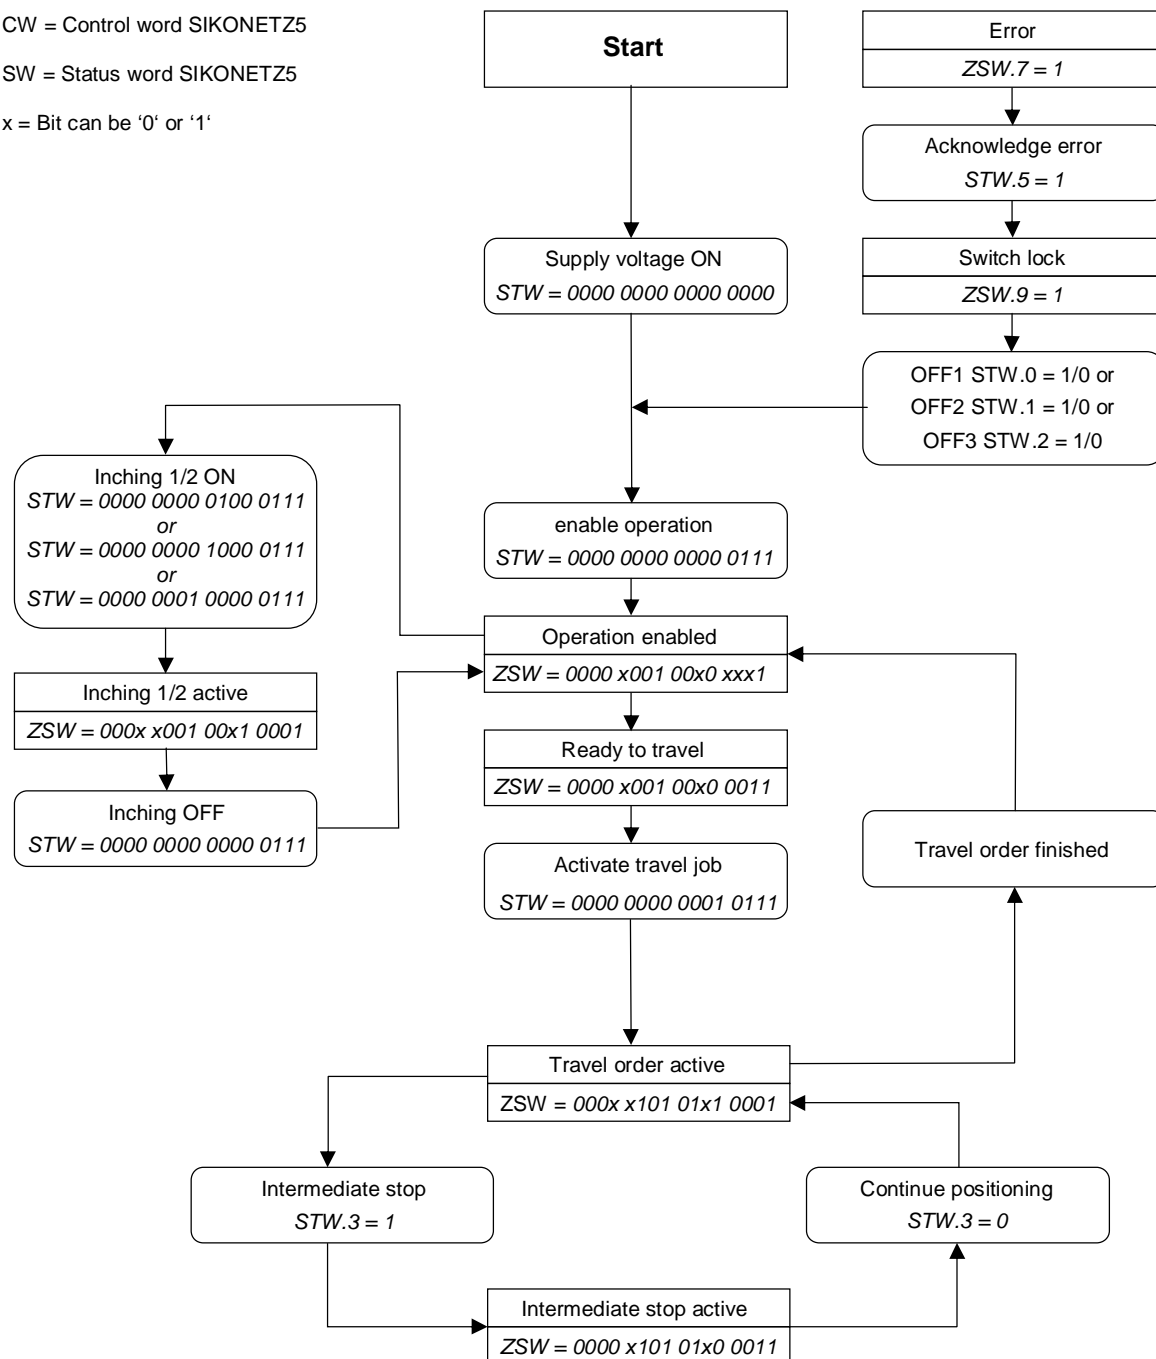 CW = Control word SIKONETZ5
SW = Status word SIKONETZ5
x = Bit can be ‘0‘ or ‘1‘
Start
Error
ZSW.7 = 1
Acknowledge error
STW.5 = 1
Supply voltage ON
STW = 0000 0000 0000 0000
Switch lock
ZSW.9 = 1
OFF1 STW.0 = 1/0 or
OFF2 STW.1 = 1/0 or
OFF3 STW.2 = 1/0
Inching 1/2 ON
STW = 0000 0000 0100 0111
or
STW = 0000 0000 1000 0111
or
STW = 0000 0001 0000 0111
enable operation
STW = 0000 0000 0000 0111
Operation enabled
ZSW = 0000 x001 00x0 xxx1
Inching 1/2 active
ZSW = 000x x001 00x1 0001
Ready to travel
ZSW = 0000 x001 00x0 0011
Inching OFF
STW = 0000 0000 0000 0111
Activate travel job
STW = 0000 0000 0001 0111
Travel order finished
Travel order active
ZSW = 000x x101 01x1 0001
Intermediate stop
STW.3 = 1
Continue positioning
STW.3 = 0
Intermediate stop active
ZSW = 0000 x101 01x0 0011